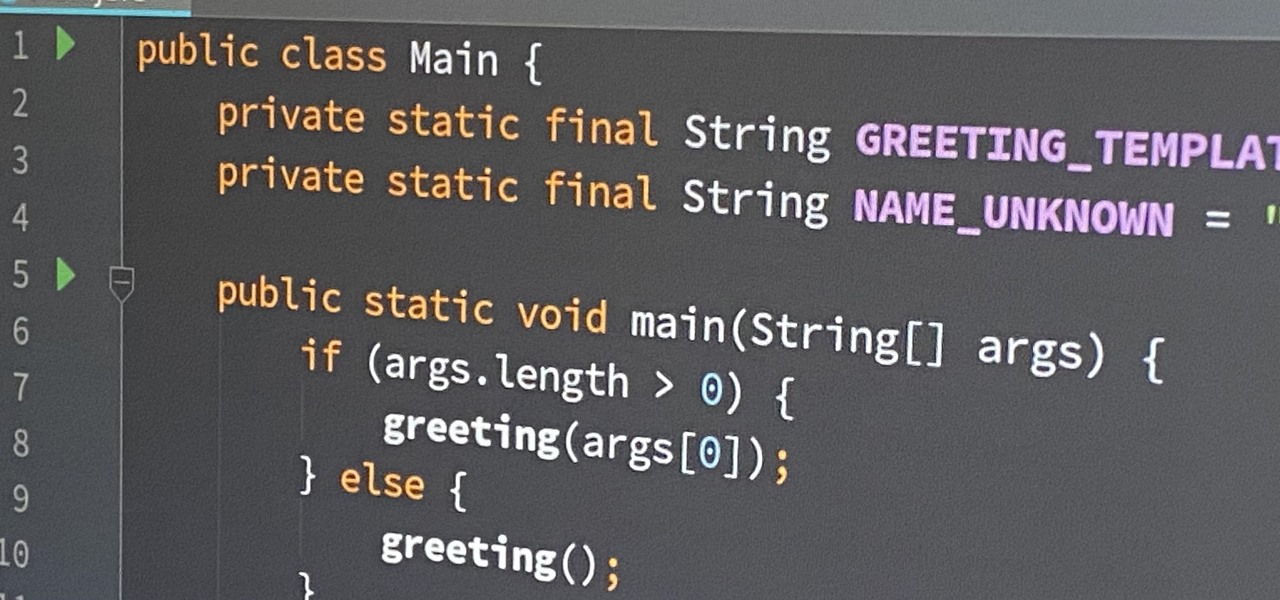 1 public class Main {
2 private static final String GREETING_TEMPLAT
3 private static final String NAME_UNKNOWN = "
4
5 public static void main(String[] args) {
6 if (args.length > 0) {
7 greeting(args[0]);
8 } else {
9 greeting();
10 }